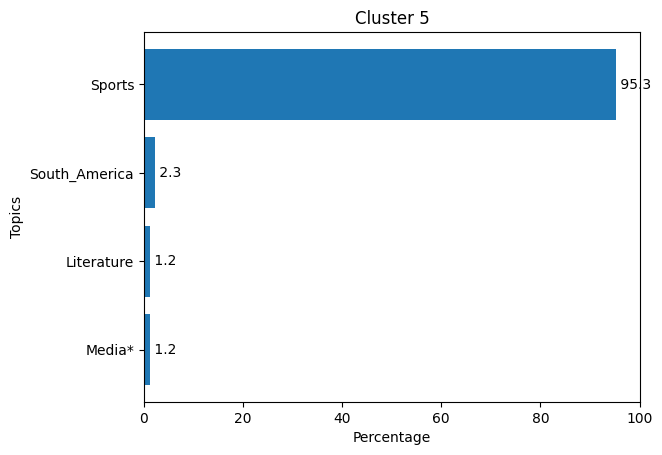 Cluster 5
Topics
Sports
95.3
South_America
2.3
Literature
1.2
Media*
1.2
0 20 40 60 80 100
Percentage